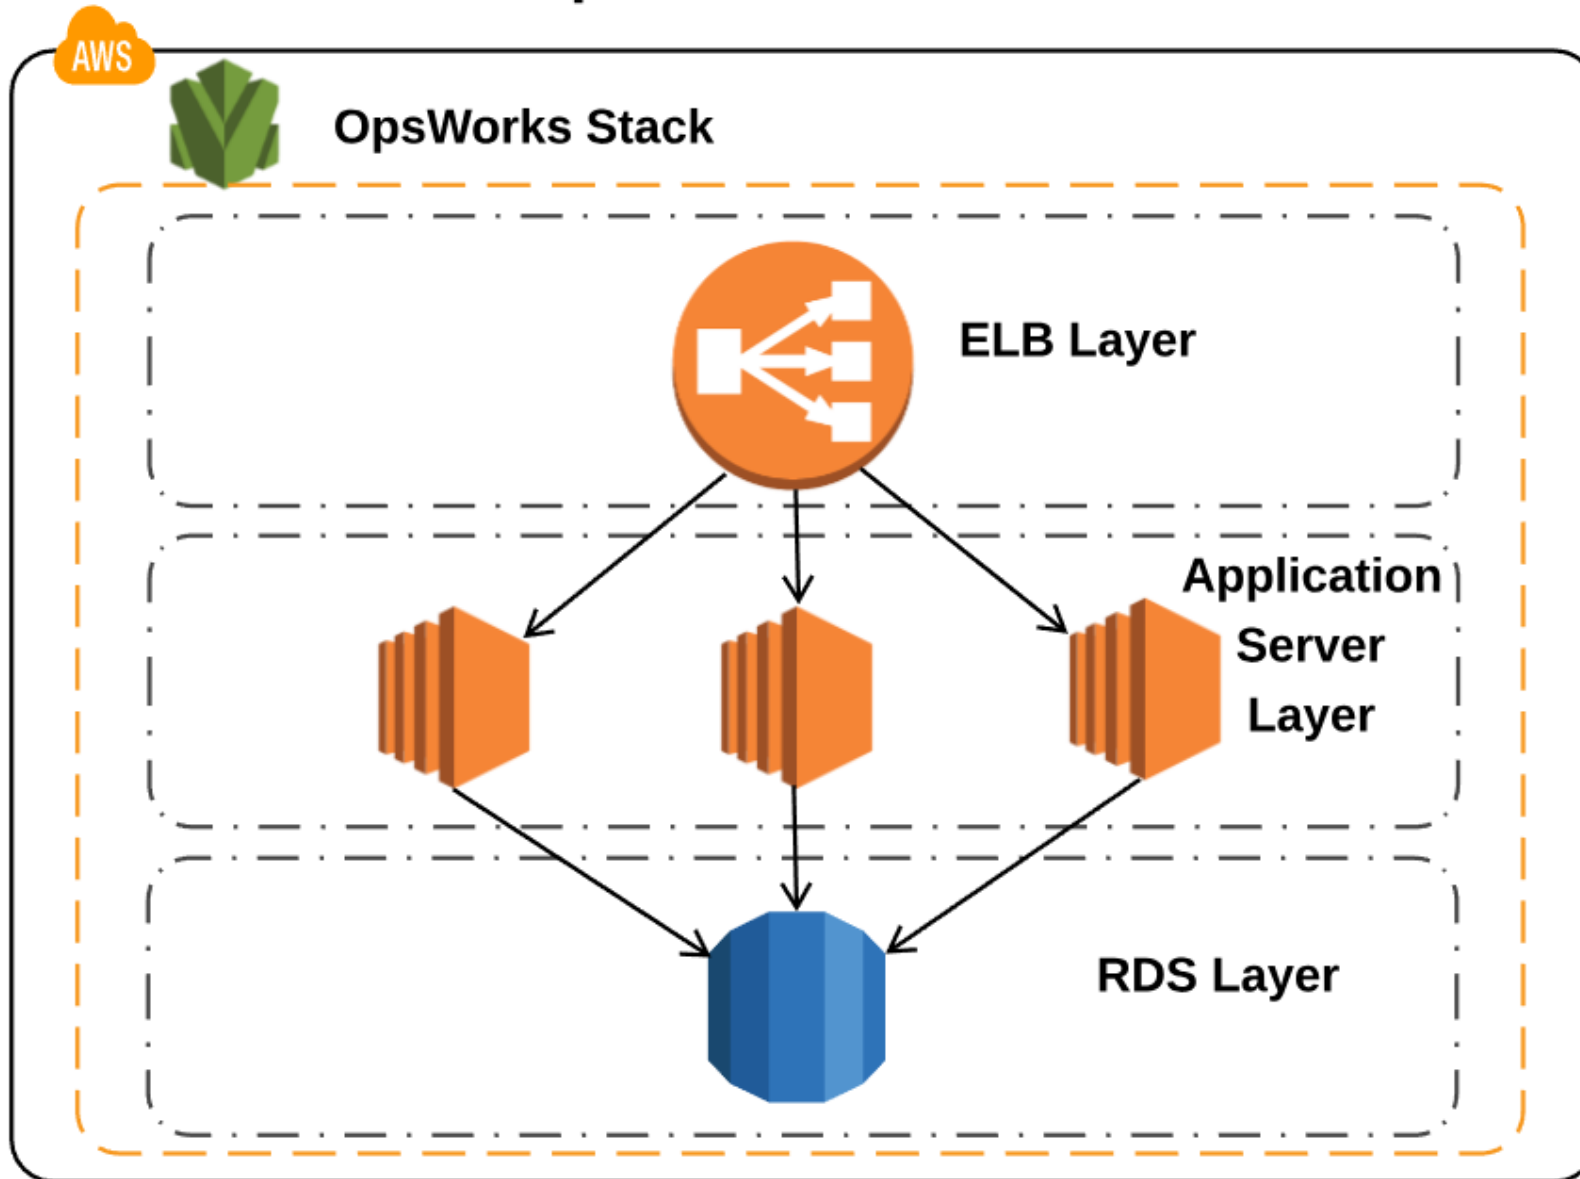 AWS
OpsWorks Stack
ELB Layer
Application
Server
Layer
RDS Layer